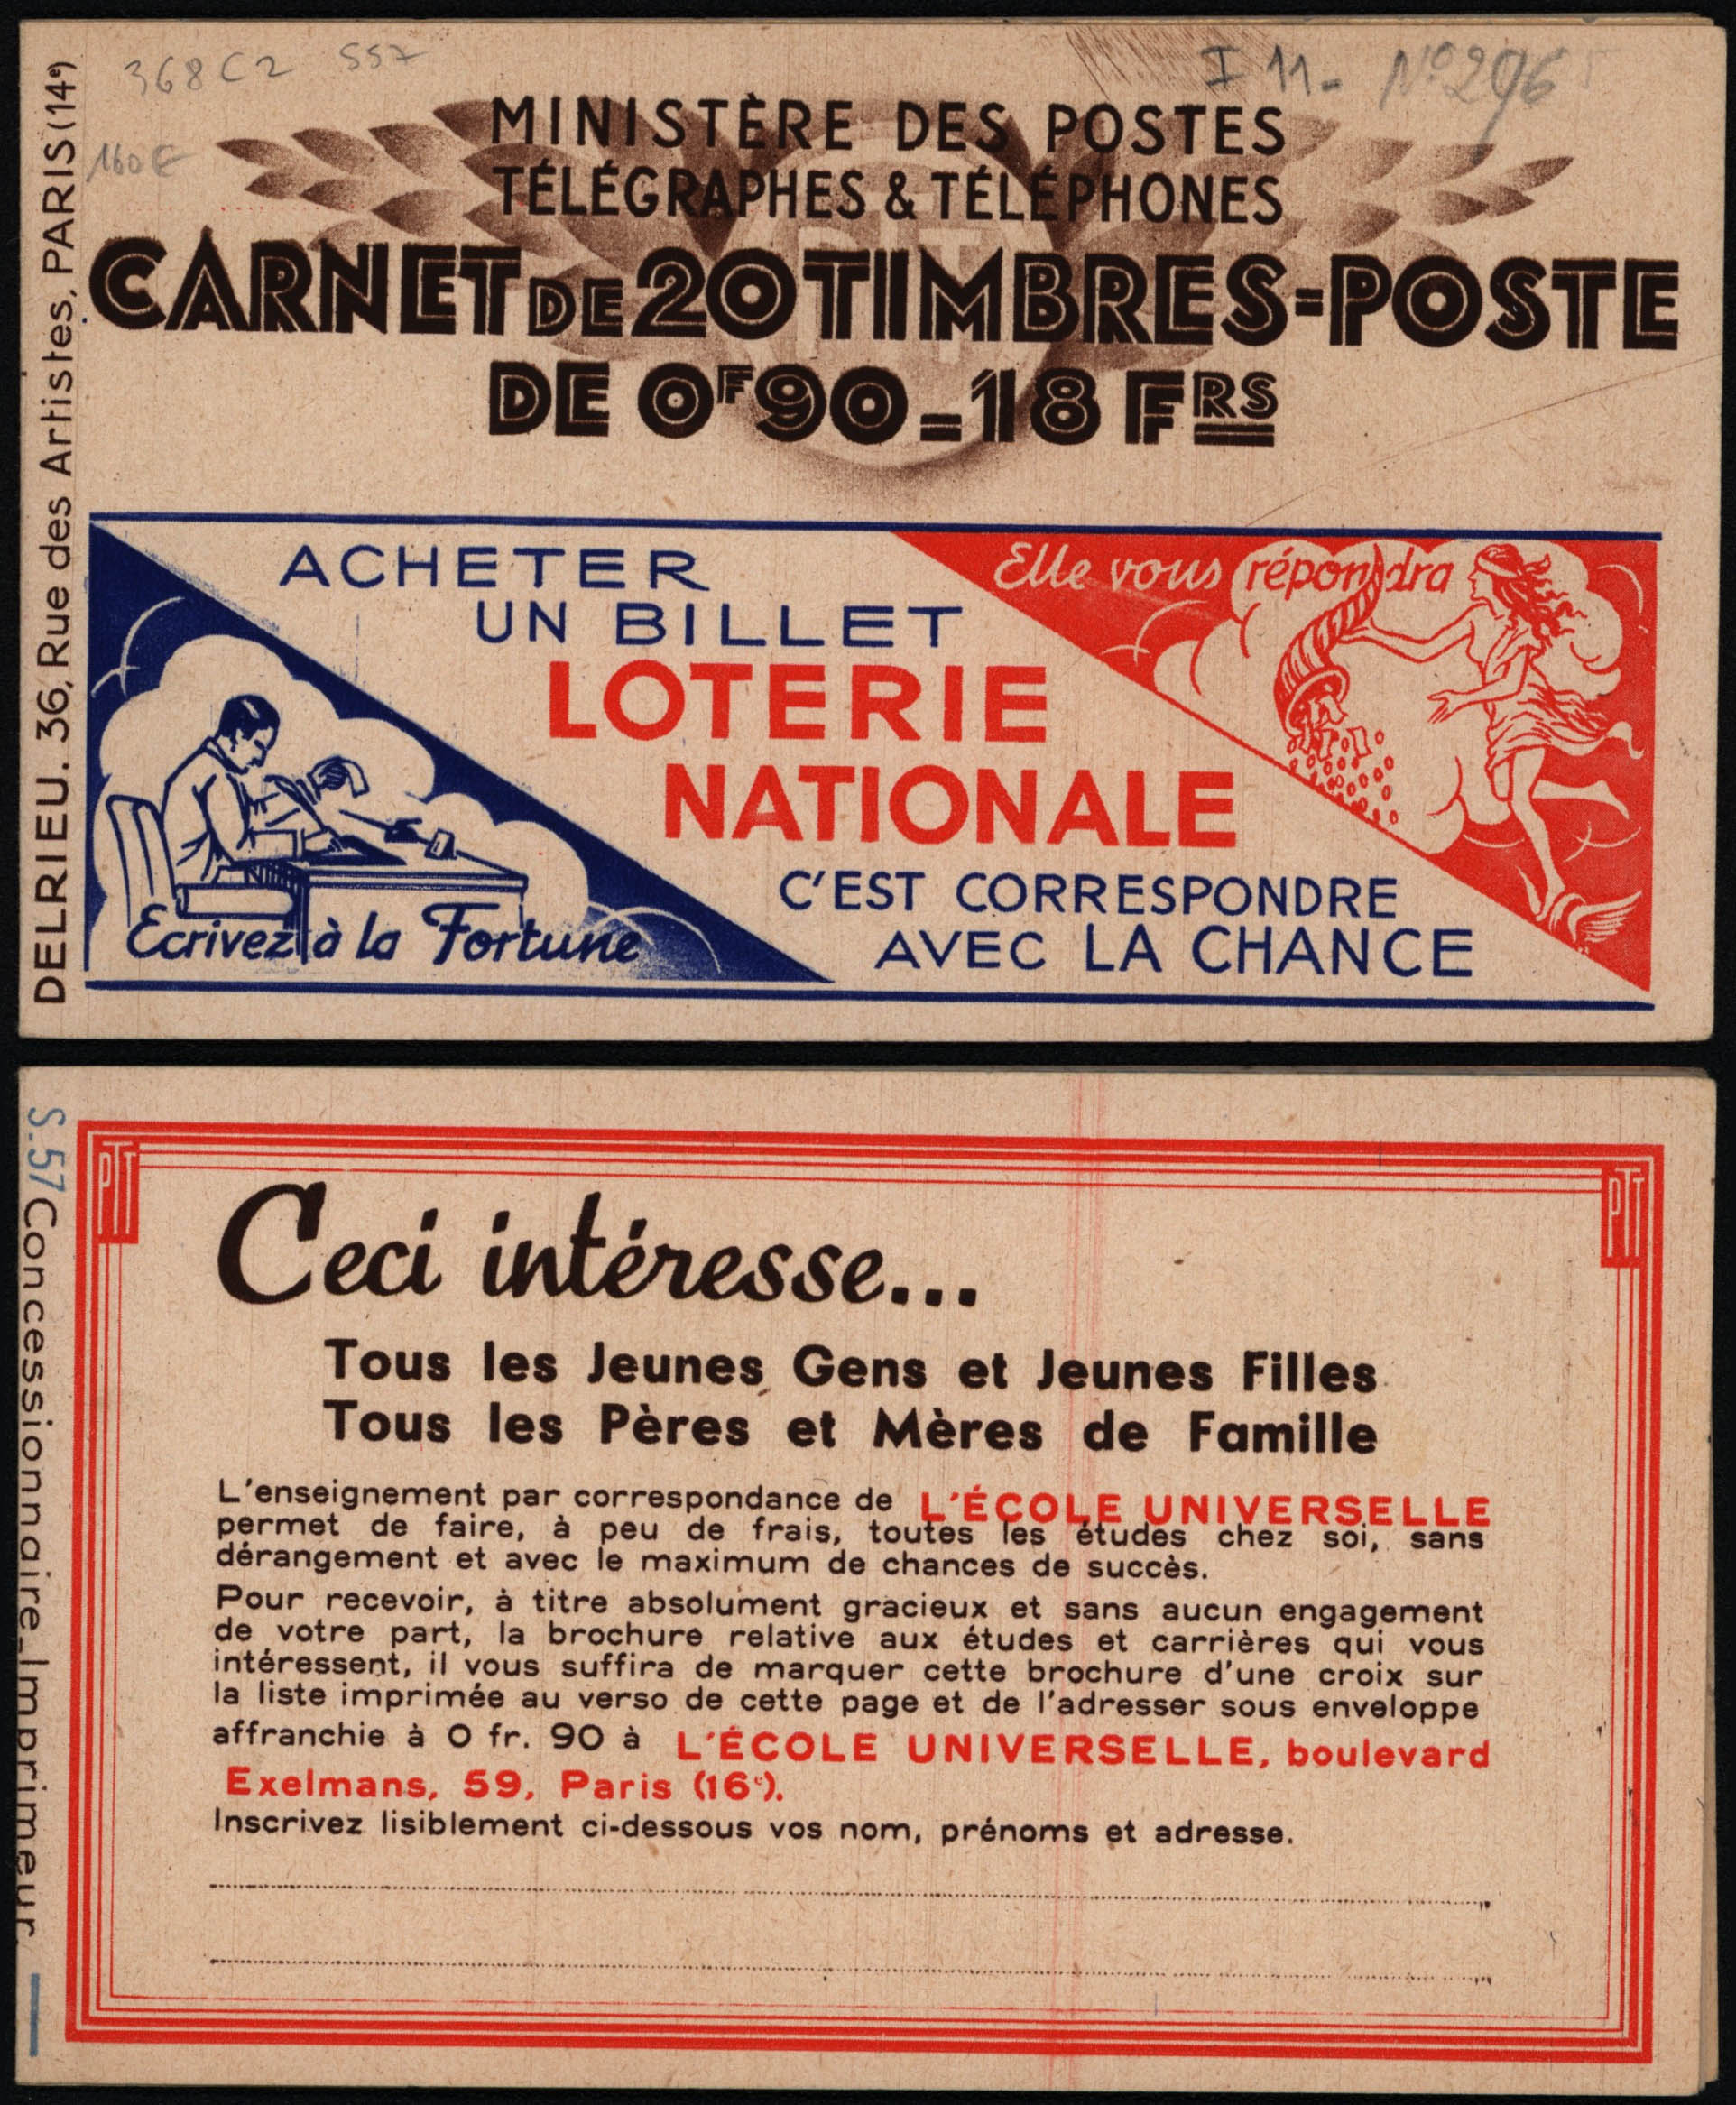 368 C2 S57
I 11 - N° 296
160 €
MINISTÈRE DES POSTES
TÉLÉGRAPHES & TÉLÉPHONES
CARNET DE 20 TIMBRES=POSTE
DE 0F90=18 FRS
DELRIEU. 36, Rue des Artistes, PARIS (14e)
ACHETER
UN BILLET
LOTERIE
NATIONALE
C'EST CORRESPONDRE
AVEC LA CHANCE
Elle vous répondra
Ecrivez à la Fortune
S.57 Concessionnaire-Imprimeur
PTT
PTT
Ceci intéresse...
Tous les Jeunes Gens et Jeunes Filles
Tous les Pères et Mères de Famille
L'enseignement par correspondance de L'ÉCOLE UNIVERSELLE
permet de faire, à peu de frais, toutes les études chez soi, sans
dérangement et avec le maximum de chances de succès.
Pour recevoir, à titre absolument gracieux et sans aucun engagement
de votre part, la brochure relative aux études et carrières qui vous
intéressent, il vous suffira de marquer cette brochure d'une croix sur
la liste imprimée au verso de cette page et de l'adresser sous enveloppe
affranchie à 0 fr. 90 à L'ÉCOLE UNIVERSELLE, boulevard
Exelmans, 59, Paris (16e).
Inscrivez lisiblement ci-dessous vos nom, prénoms et adresse.